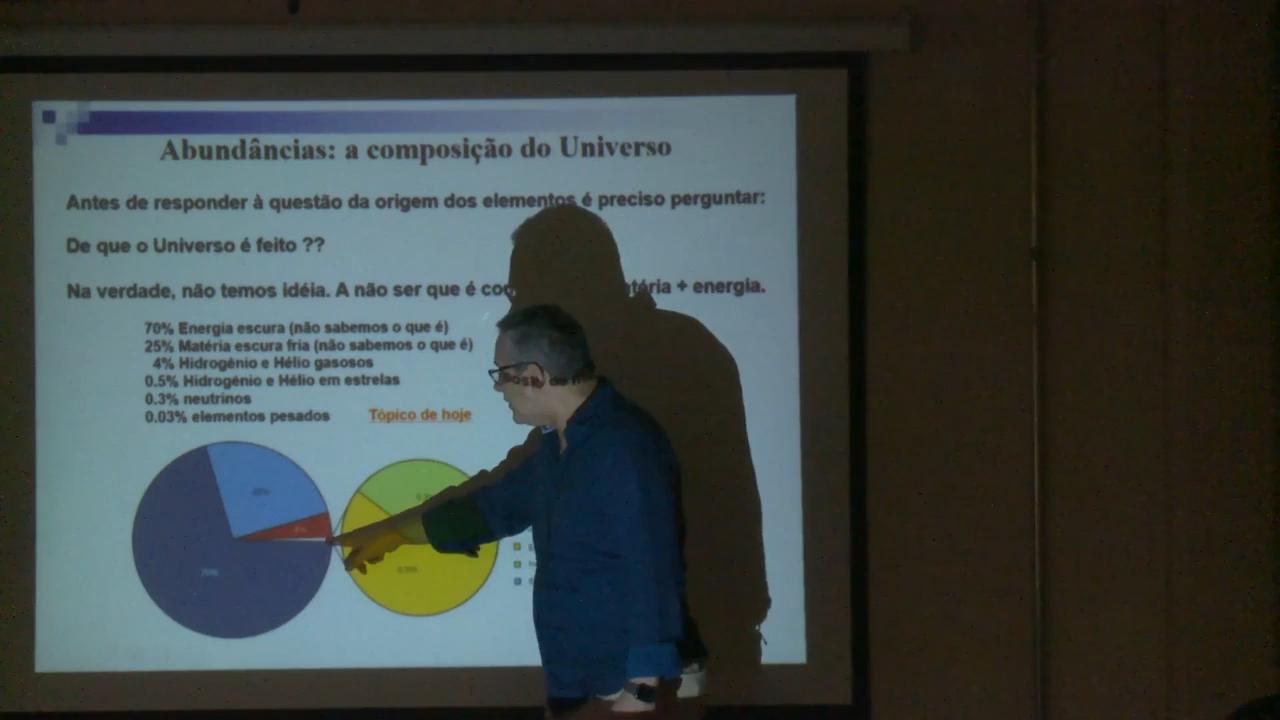 Abundâncias: a composição do Universo
Antes de responder à questão da origem dos elementos é preciso perguntar:
De que o Universo é feito ??
Na verdade, não temos idéia. A não ser que é + energia.
70% Energia escura (não sabemos o que é)
25% Matéria escura fria (não sabemos o que é)
4% Hidrogênio e Hélio gasosos
0.5% Hidrogênio e Hélio em estrelas
0.3% neutrinos
0.03% elementos pesados Tópico de hoje
70%